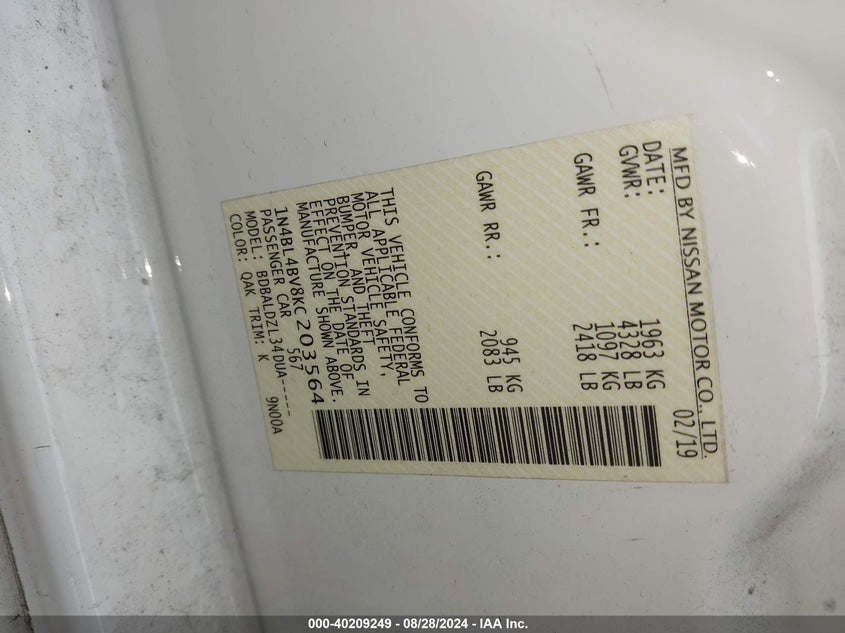 MFD BY NISSAN MOTOR CO., LTD.
DATE: 02/19
GVWR: 1963 KG
4328 LB
GAWR FR.: 1097 KG
2418 LB
GAWR RR.: 945 KG
2083 LB
THIS VEHICLE CONFORMS TO
ALL APPLICABLE FEDERAL
MOTOR VEHICLE SAFETY,
BUMPER, AND THEFT
PREVENTION STANDARDS IN
EFFECT ON THE DATE OF
MANUFACTURE SHOWN ABOVE.
1N4BL4BV8KC203564
PASSENGER CAR 567
MODEL: BDBALDZL34DUA-----
COLOR: QAK TRIM: K 9N00A
000-40209249 - 08/28/2024 - IAA Inc.